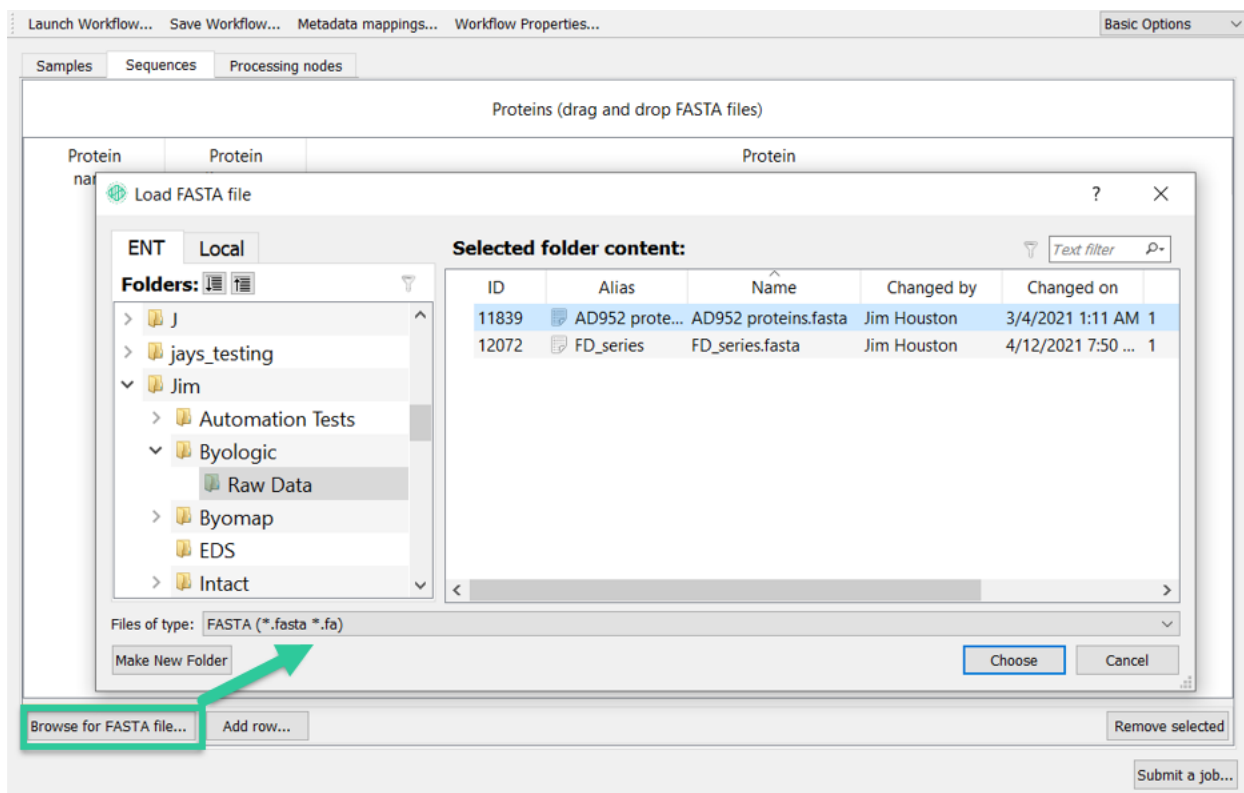 Launch Workflow... Save Workflow... Metadata mappings... Workflow Properties... Basic Options
Samples Sequences Processing nodes
Proteins (drag and drop FASTA files)
Protein Protein Protein
nar
Load FASTA file ?
ENT Local Selected folder content: Text filter
Folders: ID Alias Name Changed by Changed on
J 11839 AD952 prote... AD952 proteins.fasta Jim Houston 3/4/2021 1:11 AM 1
jays_testing 12072 FD_series FD_series.fasta Jim Houston 4/12/2021 7:50 ... 1
Jim
Automation Tests
Byologic
Raw Data
Byomap
EDS
Intact
Files of type: FASTA (*.fasta *.fa)
Make New Folder Choose Cancel
Browse for FASTA file... Add row... Remove selected
Submit a job...